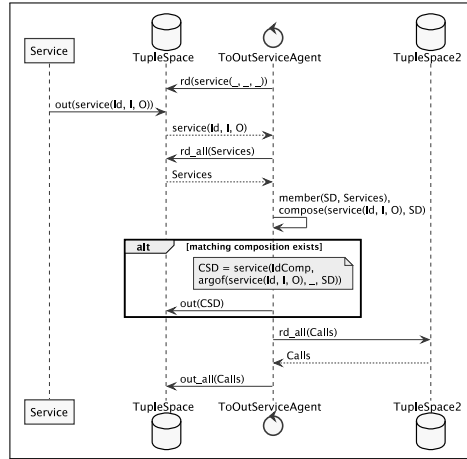 Service
TupleSpace
ToOutServiceAgent
TupleSpace2
rd(service(_, _, _))
out(service(Id, I, O))
service(Id, I, O)
rd_all(Services)
Services
member(SD, Services),
compose(service(Id, I, O), SD)
alt
[matching composition exists]
CSD = service(IdComp,
argof(service(Id, I, O), _, SD))
out(CSD)
rd_all(Calls)
Calls
out_all(Calls)
Service
TupleSpace
ToOutServiceAgent
TupleSpace2